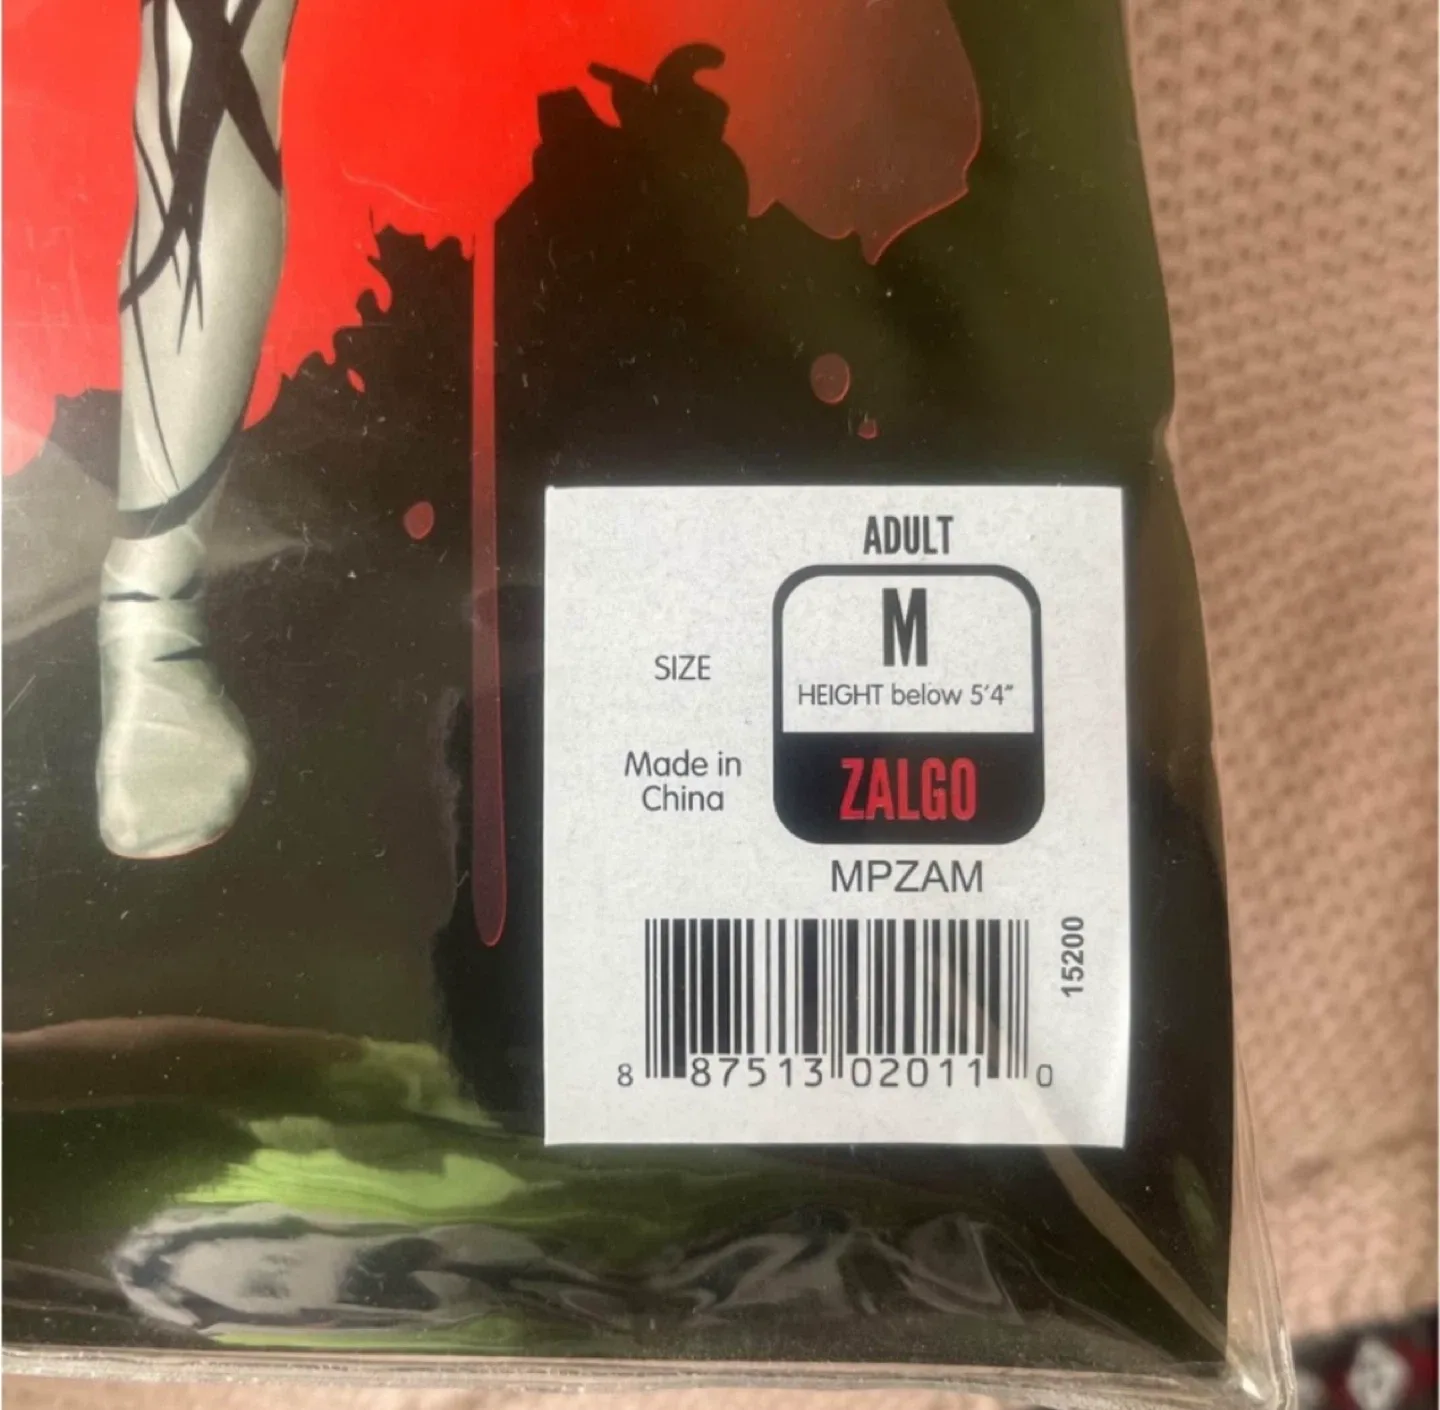 ADULT
M
SIZE
HEIGHT below 5'4"
Made in
China
ZALGO
MPZAM
15200
8 87513 02011 0